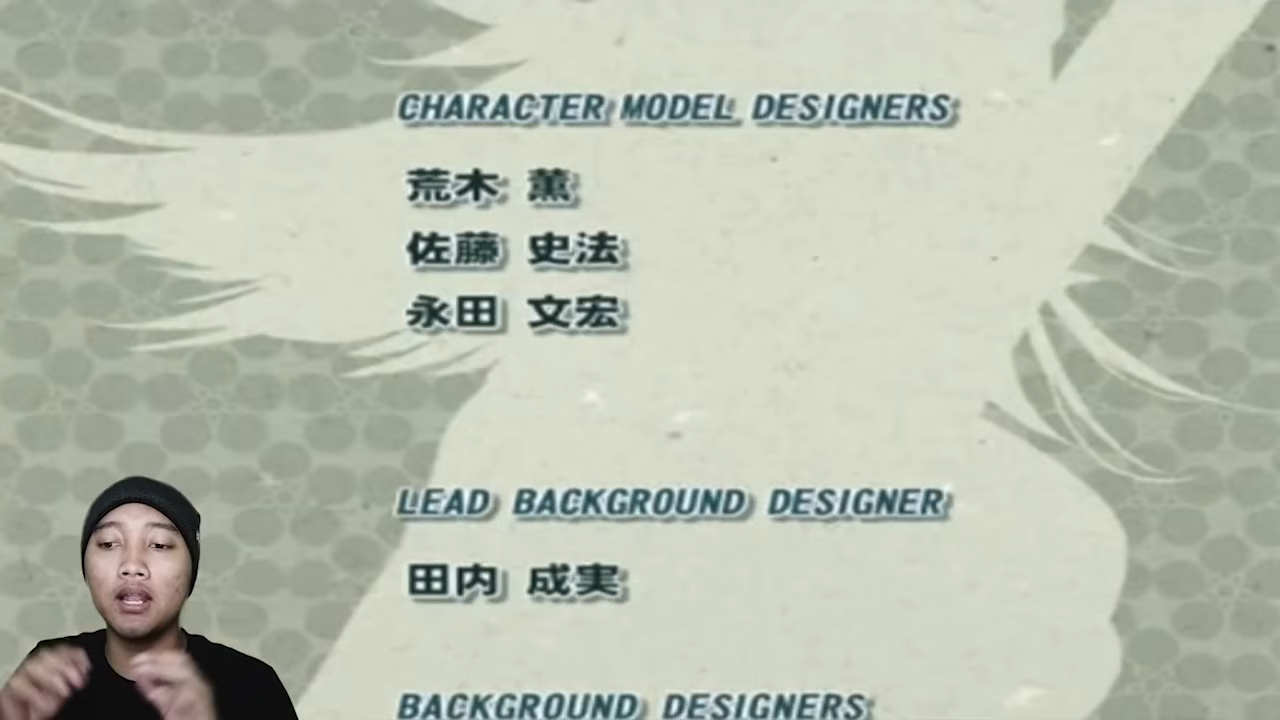 CHARACTER MODEL DESIGNERS
荒木 薫
佐藤 史法
永田 文宏
LEAD BACKGROUND DESIGNER
田内 成実
BACKGROUND DESIGNERS